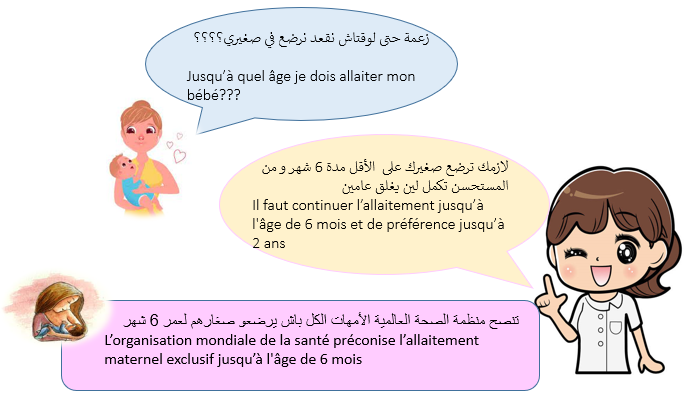 زعمة حتى لوقتاش نقعد نرضع في صغيري؟؟؟؟
Jusqu’à quel âge je dois allaiter mon
bébé???
لازمك ترضع صغيرك على الأقل مدة 6 شهر و من
المستحسن تكمل لين يغلق عامين
Il faut continuer l’allaitement jusqu’à
l'âge de 6 mois et de préférence jusqu’à
2 ans
تنصح منظمة الصحة العالمية الأمهات الكل باش يرضعو صغارهم لعمر 6 شهر
L’organisation mondiale de la santé préconise l’allaitement
maternel exclusif jusqu’à l'âge de 6 mois